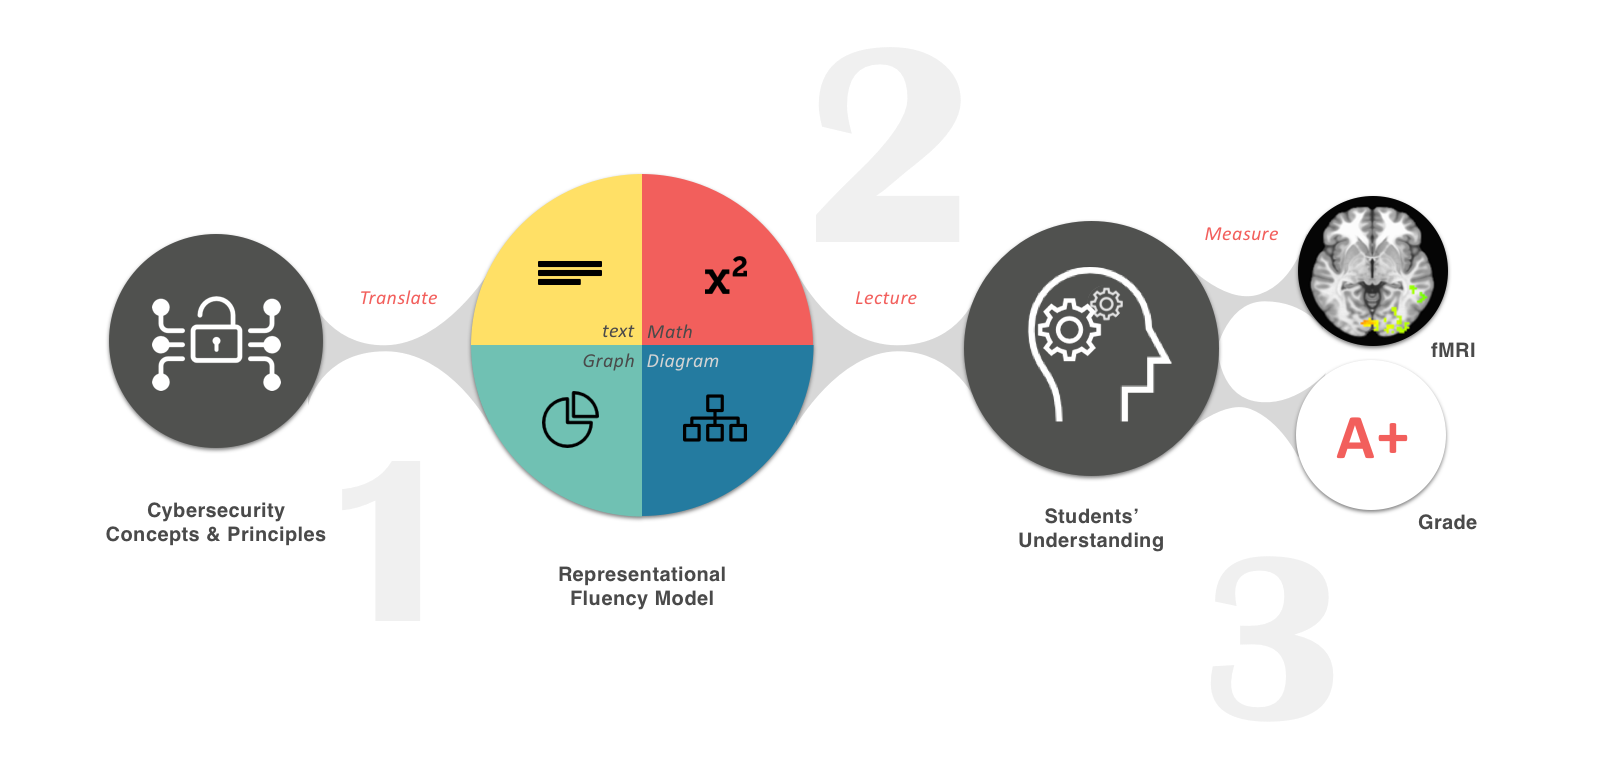 1
Cybersecurity
Concepts & Principles
Translate
x²
text
Math
Graph
Diagram
Representational
Fluency Model
2
Lecture
Students’
Understanding
3
Measure
fMRI
A+
Grade